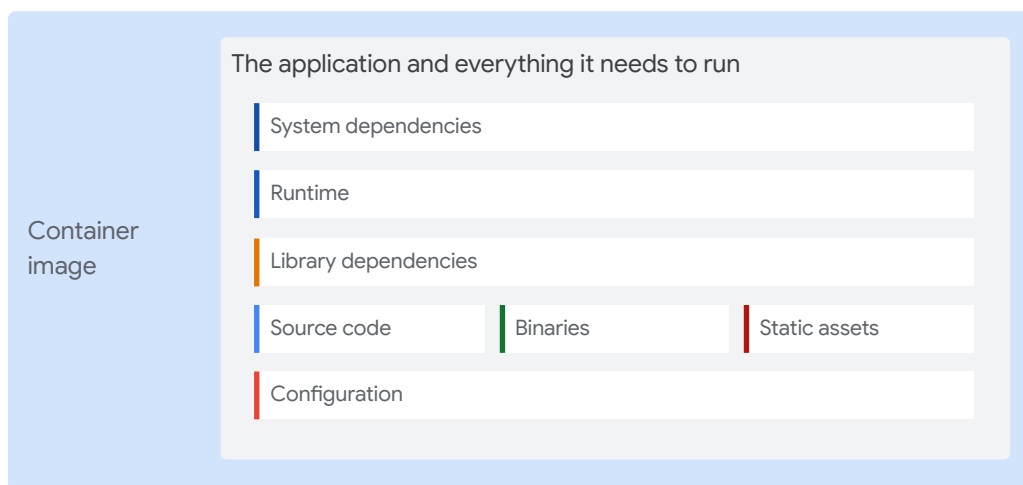 The application and everything it needs to run
System dependencies
Runtime
Container
image
Library dependencies
Source code
Binaries
Static assets
Configuration